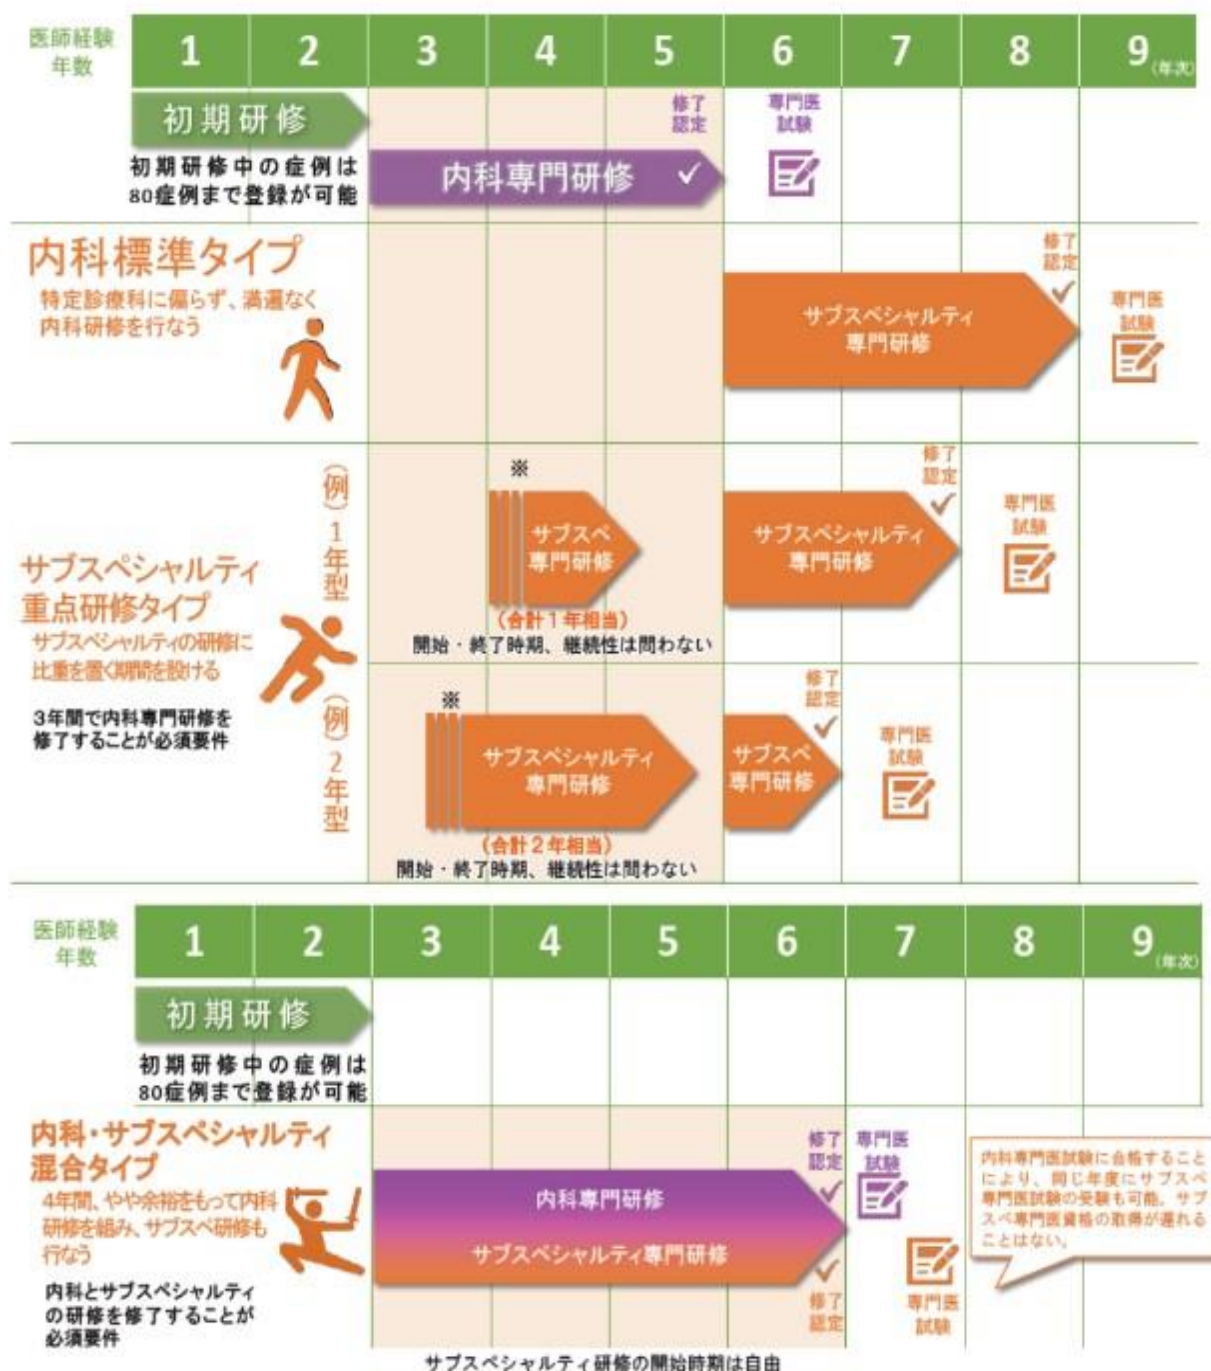 医師経験
年数
1 2 3 4 5 6 7 8 9(年次)
初期研修
初期研修中の症例は
80症例まで登録が可能
修了
認定
内科専門研修
専門医
試験
内科標準タイプ
特定診療科に偏らず、満遍なく
内科研修を行なう
修了
認定
サブスペシャルティ
専門研修
専門医
試験
サブスペシャルティ
重点研修タイプ
サブスペシャルティの研修に
比重を置く期間を設ける
3年間で内科専門研修を
修了することが必須要件
(例)1年型
※
サブスペ
専門研修
(合計1年相当)
開始・終了時期、継続性は問わない
修了
認定
サブスペシャルティ
専門研修
専門医
試験
(例)2年型
※
サブスペシャルティ
専門研修
(合計2年相当)
開始・終了時期、継続性は問わない
修了
認定
サブスペ
専門研修
専門医
試験
医師経験
年数
1 2 3 4 5 6 7 8 9(年次)
初期研修
初期研修中の症例は
80症例まで登録が可能
内科・サブスペシャルティ
混合タイプ
4年間、やや余裕をもって内科
研修を組み、サブスペ研修も
行なう
内科とサブスペシャルティ
の研修を修了することが
必須要件
内科専門研修
サブスペシャルティ専門研修
修了
認定
専門医
試験
修了
認定
専門医
試験
内科専門医試験に合格すること
により、同じ年度にサブスペ
専門医試験の受験も可能。サブ
スペ専門医資格の取得が遅れる
ことはない。
サブスペシャルティ研修の開始時期は自由